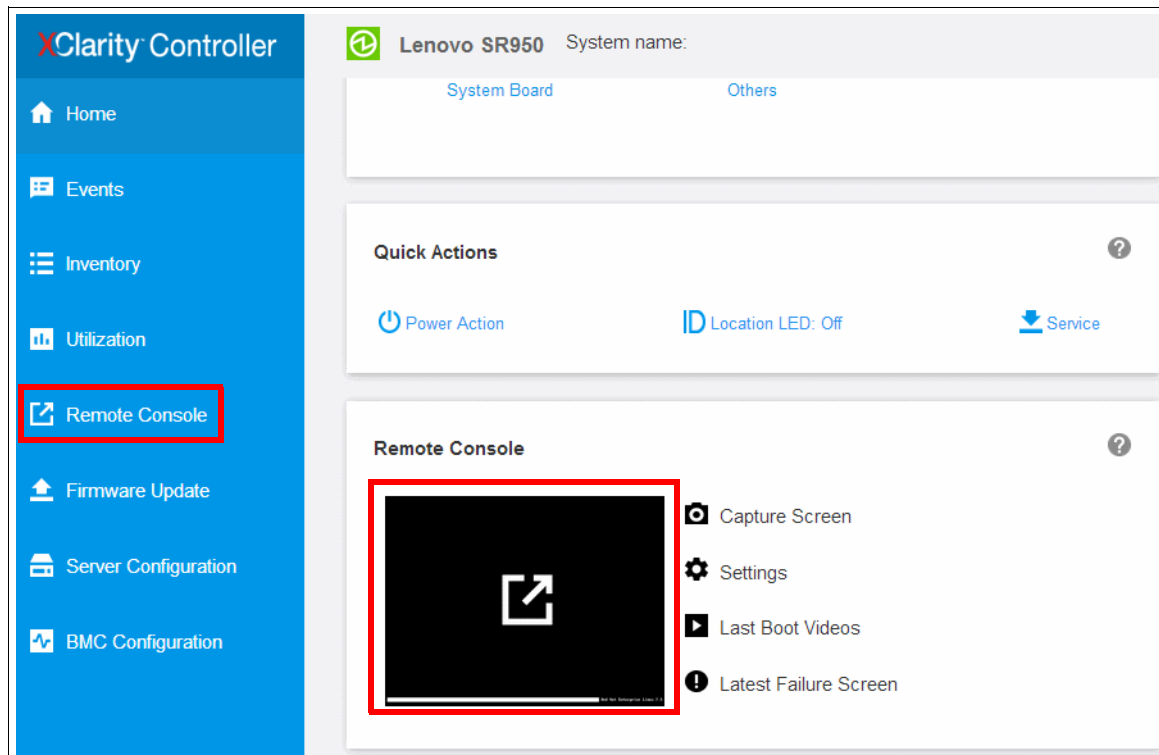 XClarity Controller
Lenovo SR950 System name:
System Board Others
Home
Events
Inventory
Utilization
Remote Console
Firmware Update
Server Configuration
BMC Configuration
Quick Actions
Power Action
Location LED: Off
Service
Remote Console
Capture Screen
Settings
Last Boot Videos
Latest Failure Screen